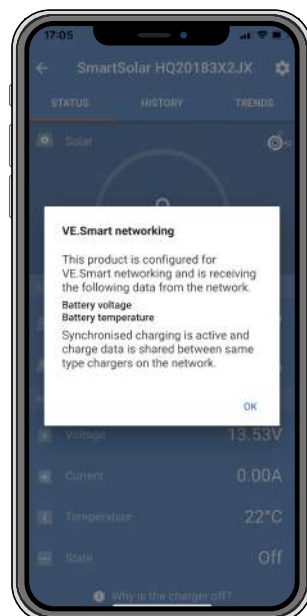 17:05
SmartSolar HQ20183X2JX
STATUS HISTORY TRENDS
Solar
VE.Smart networking
This product is configured for
VE.Smart networking and is receiving
the following data from the network.
Battery voltage
Battery temperature
Synchronised charging is active and
charge data is shared between same
type chargers on the network.
OK
Voltage 13.53V
Current 0.00A
Temperature 22°C
State Off
Why is the charger off?